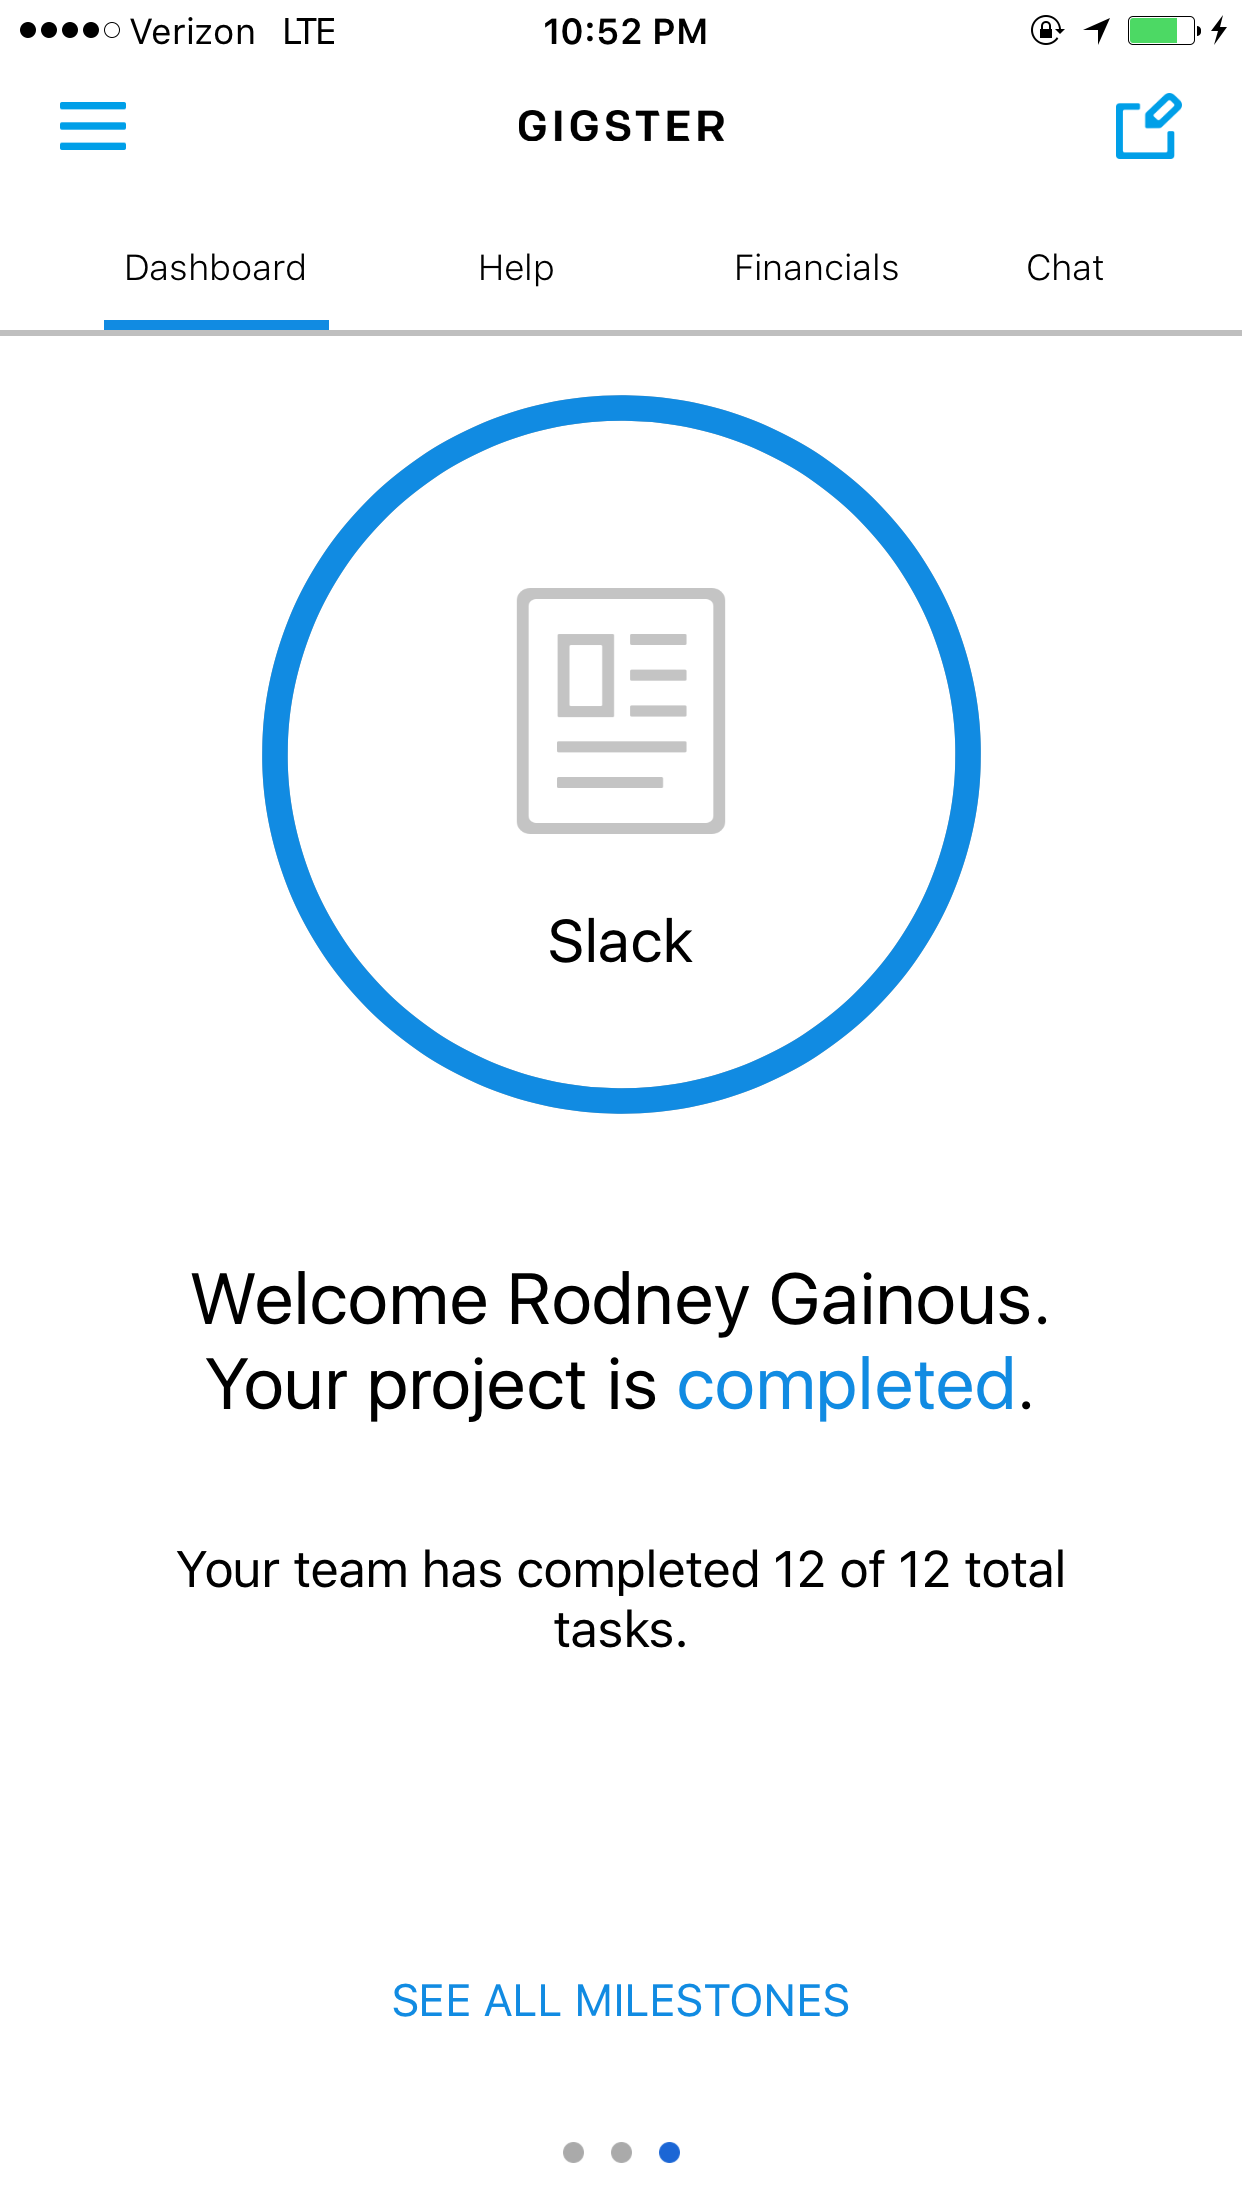 Verizon LTE 10:52 PM
GIGSTER
Dashboard Help Financials Chat
Slack
Welcome Rodney Gainous.
Your project is completed.
Your team has completed 12 of 12 total
tasks.
SEE ALL MILESTONES